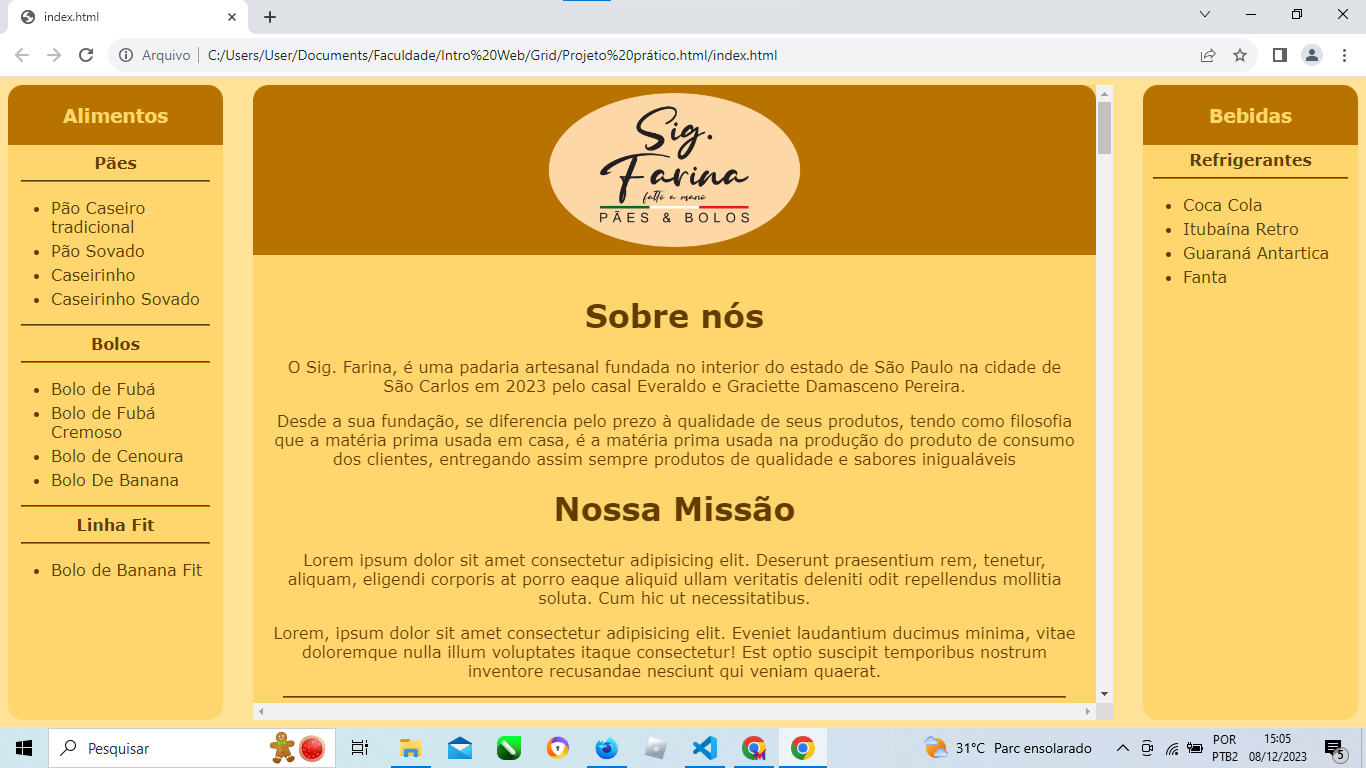 index.html
Arquivo
C:/Users/User/Documents/Faculdade/Intro%20Web/Grid/Projeto%20prático.html/index.html
Alimentos
Pães
Pão Caseiro
tradicional
Pão Sovado
Caseirinho
Caseirinho Sovado
Bolos
Bolo de Fubá
Bolo de Fubá
Cremoso
Bolo de Cenoura
Bolo De Banana
Linha Fit
Bolo de Banana Fit
Sig.
Farina
fatto a mano
PÃES & BOLOS
Sobre nós
O Sig. Farina, é uma padaria artesanal fundada no interior do estado de São Paulo na cidade de
São Carlos em 2023 pelo casal Everaldo e Graciette Damasceno Pereira.
Desde a sua fundação, se diferencia pelo prezo à qualidade de seus produtos, tendo como filosofia
que a matéria prima usada em casa, é a matéria prima usada na produção do produto de consumo
dos clientes, entregando assim sempre produtos de qualidade e sabores inigualáveis
Nossa Missão
Lorem ipsum dolor sit amet consectetur adipisicing elit. Deserunt praesentium rem, tenetur,
aliquam, eligendi corporis at porro eaque aliquid ullam veritatis deleniti odit repellendus mollitia
soluta. Cum hic ut necessitatibus.
Lorem, ipsum dolor sit amet consectetur adipisicing elit. Eveniet laudantium ducimus minima, vitae
doloremque nulla illum voluptates itaque consectetur! Est optio suscipit temporibus nostrum
inventore recusandae nesciunt qui veniam quaerat.
Bebidas
Refrigerantes
Coca Cola
Itubaína Retro
Guaraná Antartica
Fanta
Pesquisar
31°C Parc ensolarado
POR
PTB2
15:05
08/12/2023
5